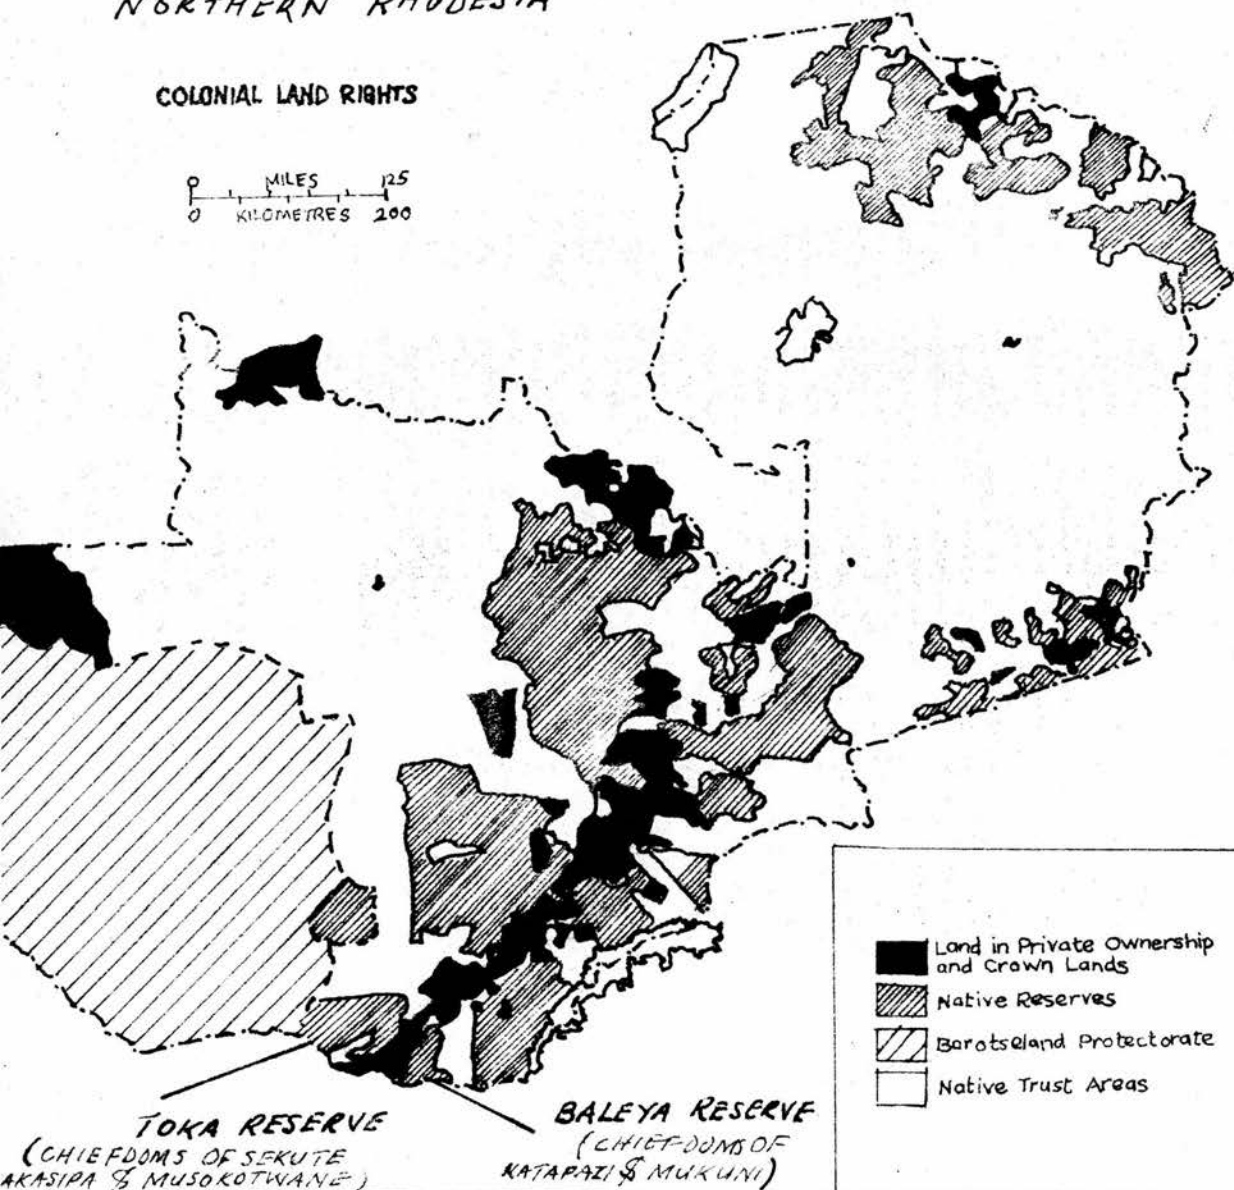 NORTHERN RHODESIA
COLONIAL LAND RIGHTS
0 MILES 125
0 KILOMETRES 200
Land in Private Ownership
and Crown Lands
Native Reserves
Barotseland Protectorate
Native Trust Areas
TOKA RESERVE
(CHIEFDOMS OF SEKUTE
AKASIPA & MUSOKOTWANE)
BALEYA RESERVE
(CHIEFDOMS OF
KATAPAZI & MUKUNI)